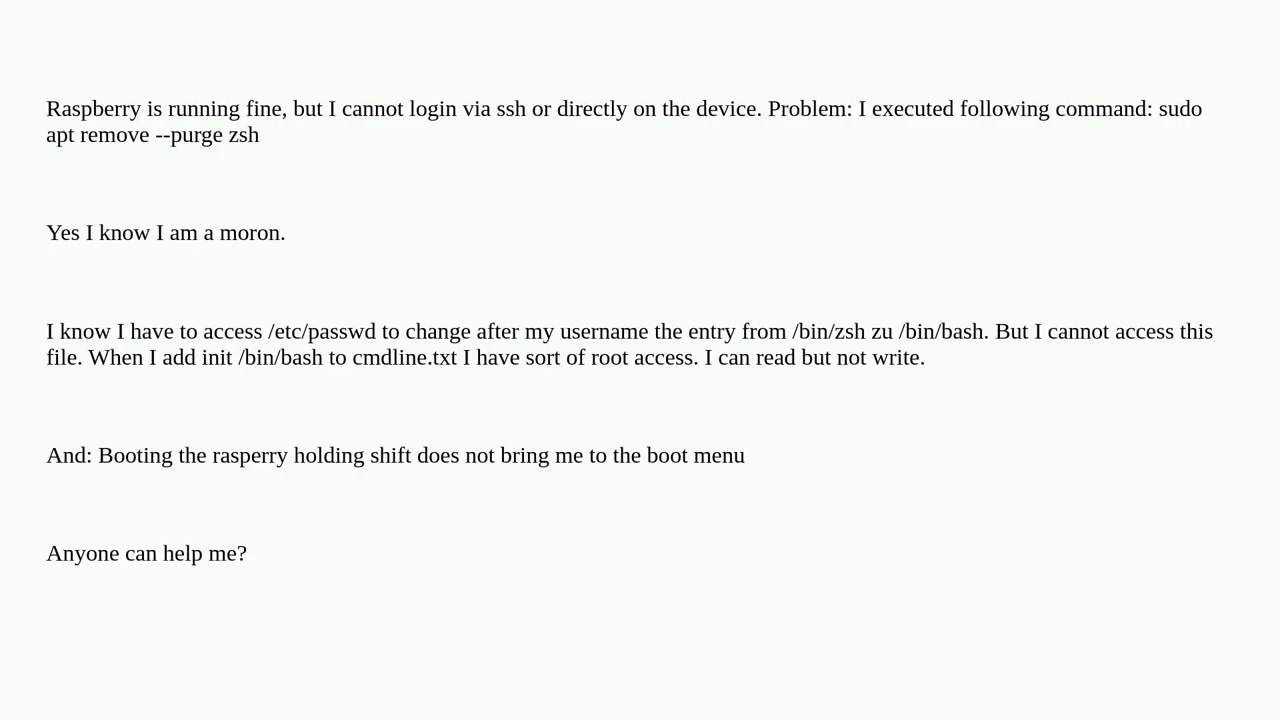 Raspberry is running fine, but I cannot login via ssh or directly on the device. Problem: I executed following command: sudo
apt remove --purge zsh
Yes I know I am a moron.
I know I have to access /etc/passwd to change after my username the entry from /bin/zsh zu /bin/bash. But I cannot access this
file. When I add init /bin/bash to cmdline.txt I have sort of root access. I can read but not write.
And: Booting the rasperry holding shift does not bring me to the boot menu
Anyone can help me?